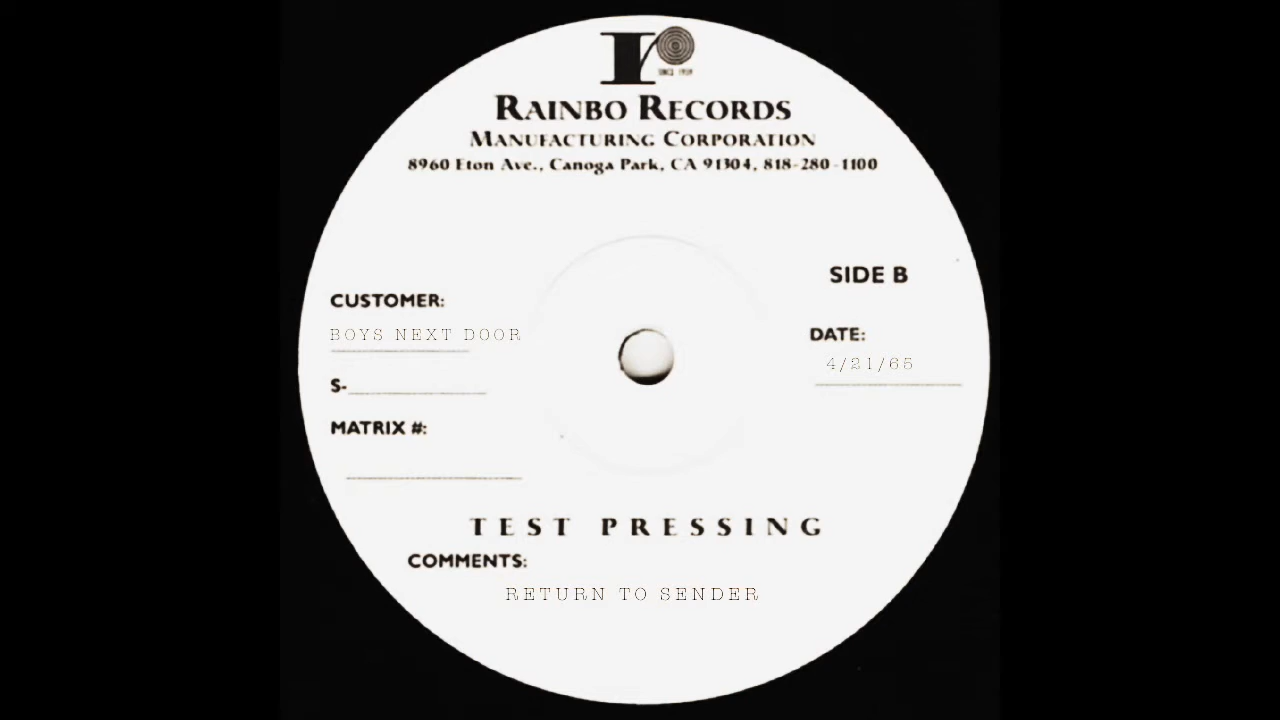 r
SINCE 1939
RAINBO RECORDS
MANUFACTURING CORPORATION
8960 Eton Ave., Canoga Park, CA 91304, 818-280-1100
SIDE B
CUSTOMER:
BOYS NEXT DOOR
DATE:
4/21/65
S-
MATRIX #:
TEST PRESSING
COMMENTS:
RETURN TO SENDER